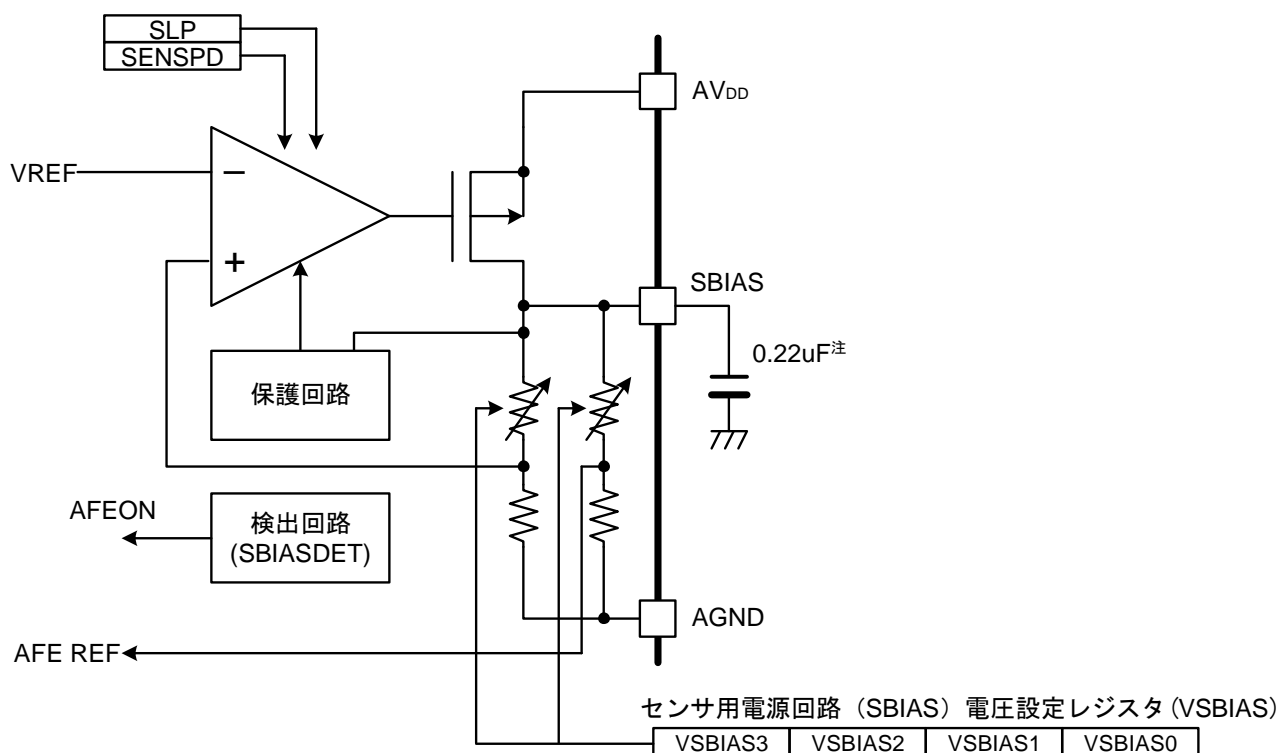 SLP
SENSPD
AVDD
VREF
−
+
SBIAS
0.22uF注
保護回路
AFEON
検出回路
(SBIASDET)
AGND
AFE REF
センサ用電源回路（SBIAS）電圧設定レジスタ(VSBIAS)
VSBIAS3 VSBIAS2 VSBIAS1 VSBIAS0